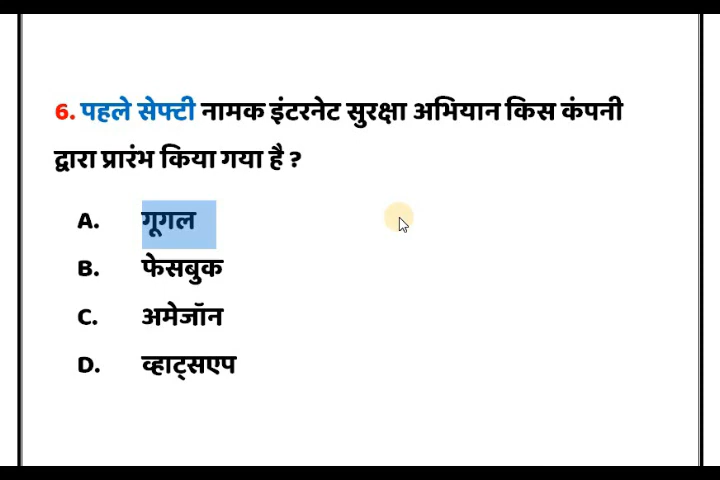 6. पहले सेफ्टी नामक इंटरनेट सुरक्षा अभियान किस कंपनी
द्वारा प्रारंभ किया गया है ?
A. गूगल
B. फेसबुक
C. अमेजॉन
D. व्हाट्सएप